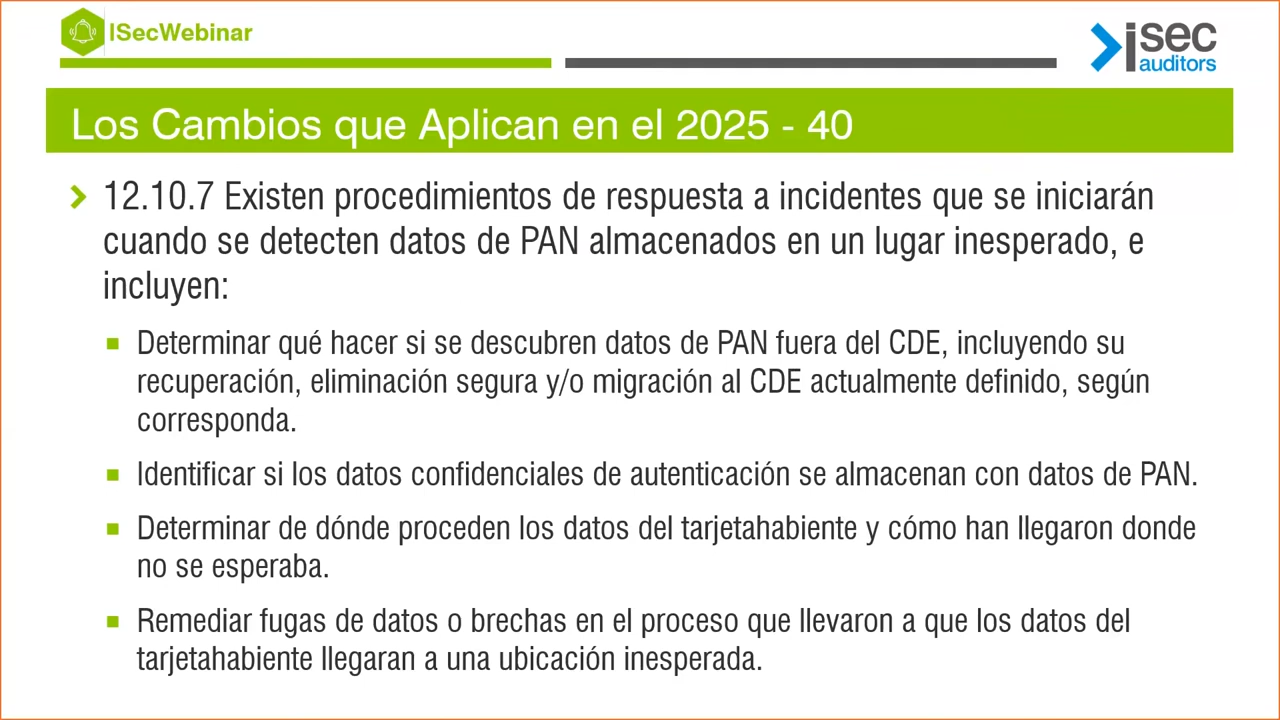 ISecWebinar
isec
auditors
Los Cambios que Aplican en el 2025 - 40
12.10.7 Existen procedimientos de respuesta a incidentes que se iniciarán
cuando se detecten datos de PAN almacenados en un lugar inesperado, e
incluyen:
Determinar qué hacer si se descubren datos de PAN fuera del CDE, incluyendo su
recuperación, eliminación segura y/o migración al CDE actualmente definido, según
corresponda.
Identificar si los datos confidenciales de autenticación se almacenan con datos de PAN.
Determinar de dónde proceden los datos del tarjetahabiente y cómo han llegaron donde
no se esperaba.
Remediar fugas de datos o brechas en el proceso que llevaron a que los datos del
tarjetahabiente llegaran a una ubicación inesperada.